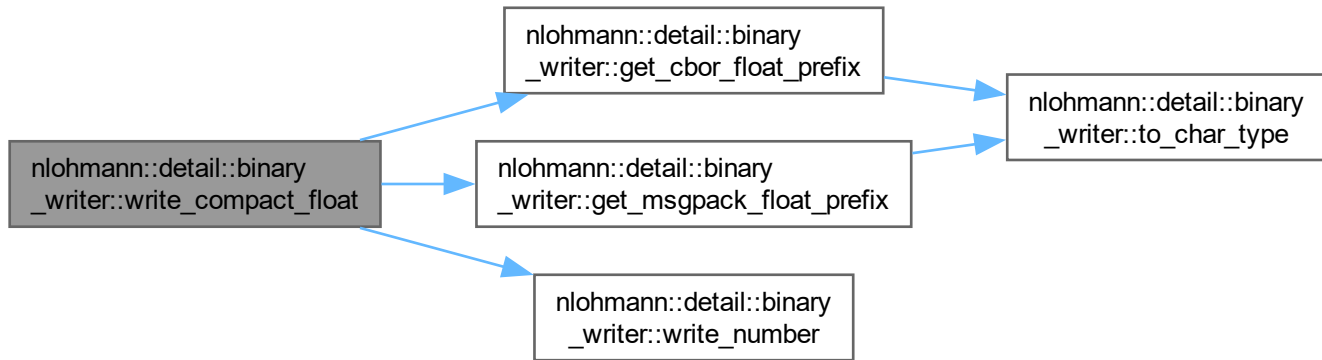 nlohmann::detail::binary
_writer::write_compact_float
nlohmann::detail::binary
_writer::get_cbor_float_prefix
nlohmann::detail::binary
_writer::get_msgpack_float_prefix
nlohmann::detail::binary
_writer::write_number
nlohmann::detail::binary
_writer::to_char_type